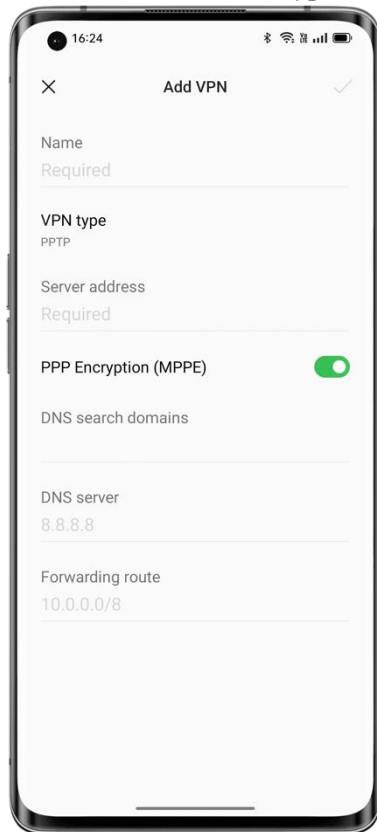 16:24
Add VPN
Name
Required
VPN type
PPTP
Server address
Required
PPP Encryption (MPPE)
DNS search domains
DNS server
8.8.8.8
Forwarding route
10.0.0.0/8